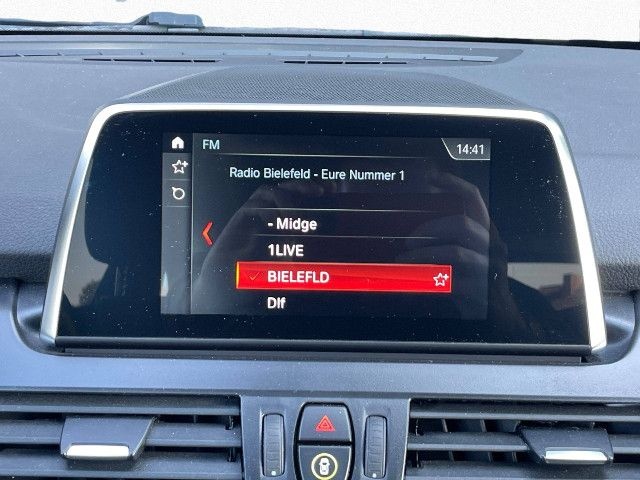 FM
14:41
Radio Bielefeld - Eure Nummer 1
- Midge
1LIVE
BIELEFLD
Dlf